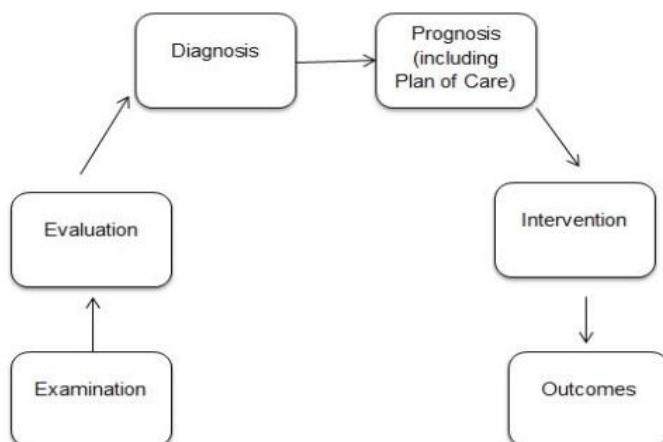 Diagnosis
Prognosis
(including
Plan of Care)
Evaluation
Intervention
Examination
Outcomes